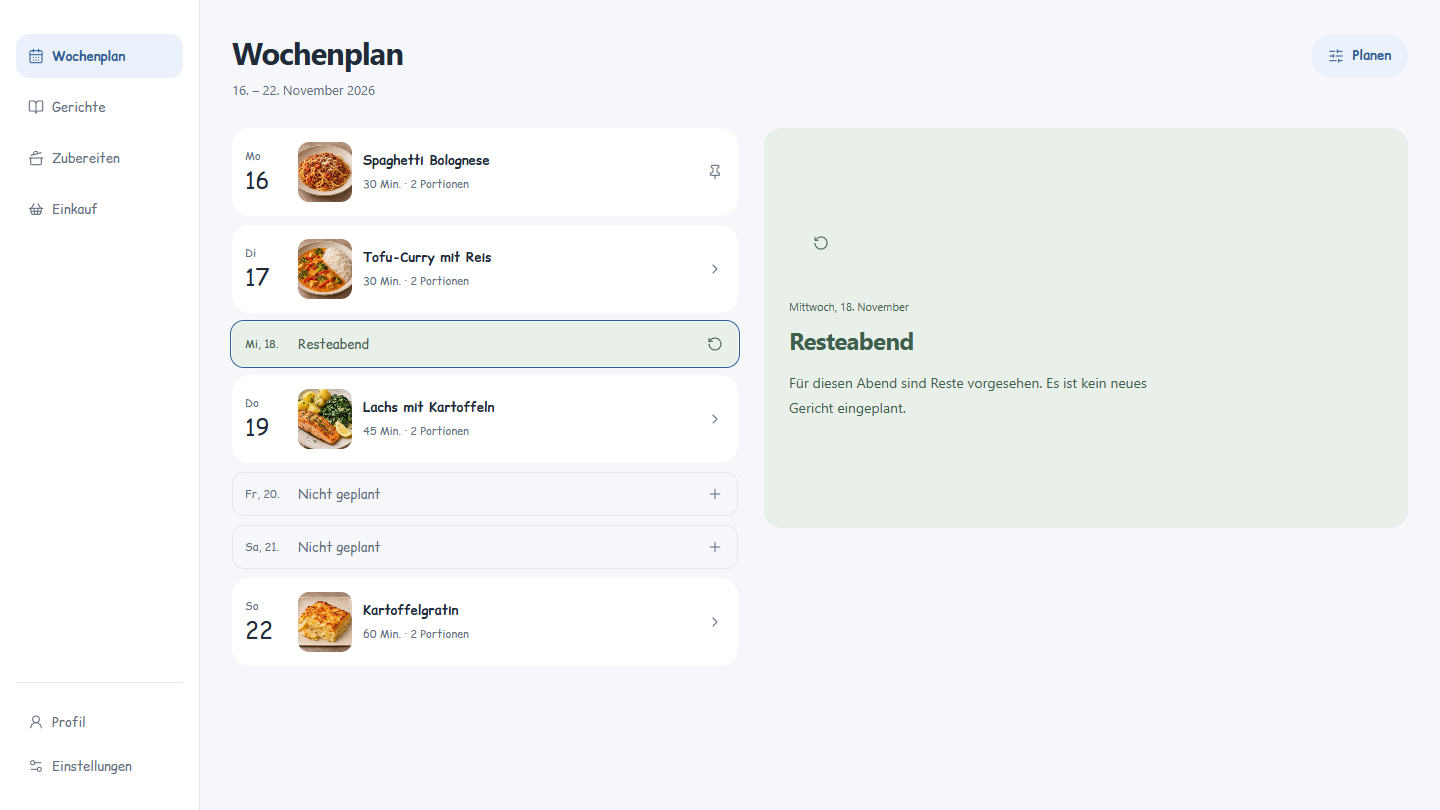 Wochenplan
Gerichte
Zubereiten
Einkauf
Profil
Einstellungen
Wochenplan
16. – 22. November 2026
Planen
Mo
16
Spaghetti Bolognese
30 Min. · 2 Portionen
Di
17
Tofu-Curry mit Reis
30 Min. · 2 Portionen
Mi, 18.
Resteabend
Do
19
Lachs mit Kartoffeln
45 Min. · 2 Portionen
Fr, 20.
Nicht geplant
Sa, 21.
Nicht geplant
So
22
Kartoffelgratin
60 Min. · 2 Portionen
Mittwoch, 18. November
Resteabend
Für diesen Abend sind Reste vorgesehen. Es ist kein neues
Gericht eingeplant.